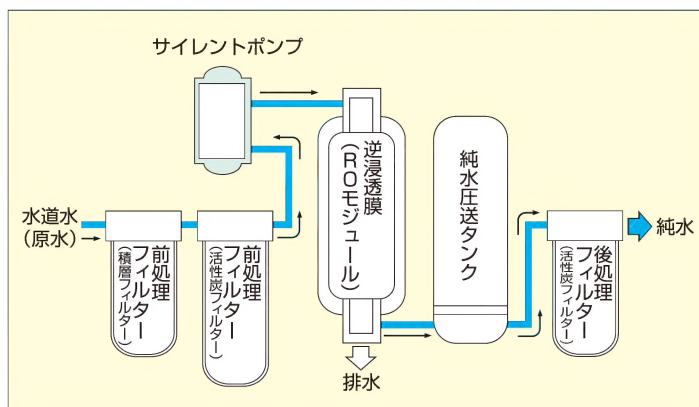 サイレントポンプ
水道水
(原水)
前処理
フィルター
(積層フィルター)
前処理
フィルター
(活性炭フィルター)
逆浸透膜
(ROモジュール)
排水
純水圧送タンク
後処理
フィルター
(活性炭フィルター)
純水